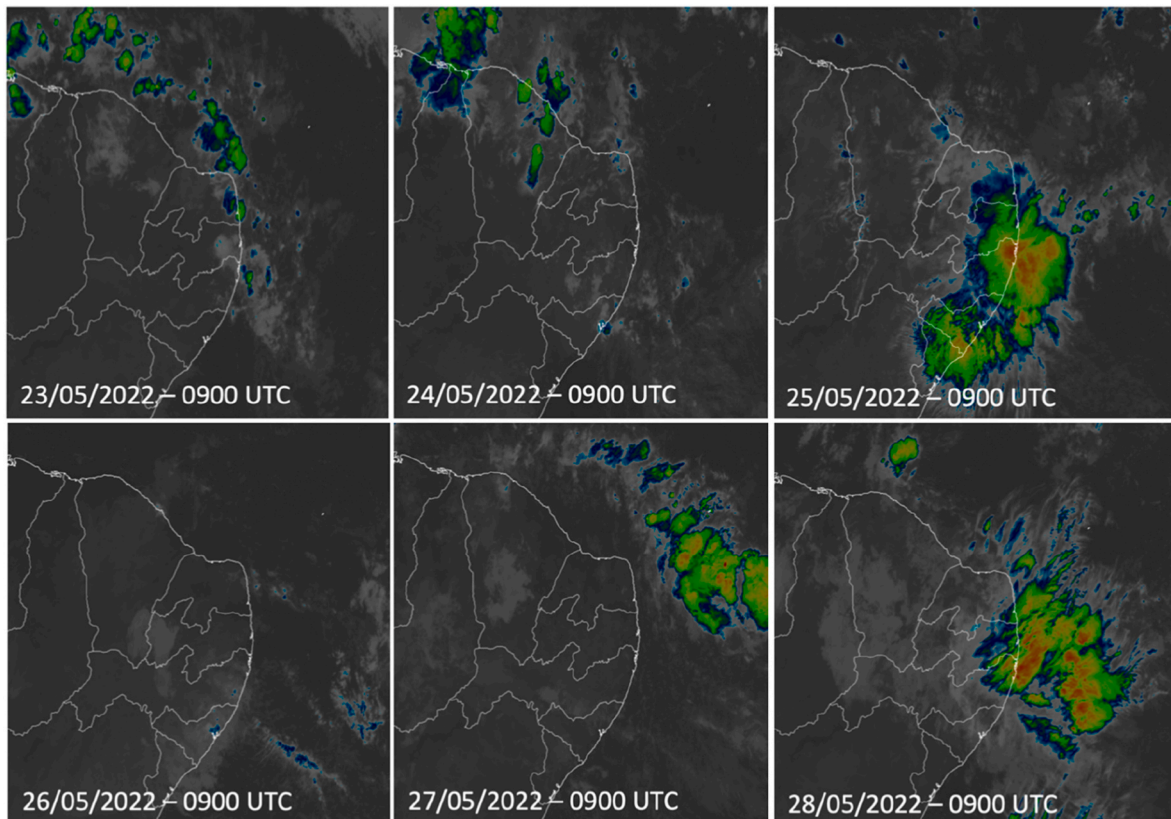 23/05/2022 – 0900 UTC
24/05/2022 – 0900 UTC
25/05/2022 – 0900 UTC
26/05/2022 – 0900 UTC
27/05/2022 – 0900 UTC
28/05/2022 – 0900 UTC